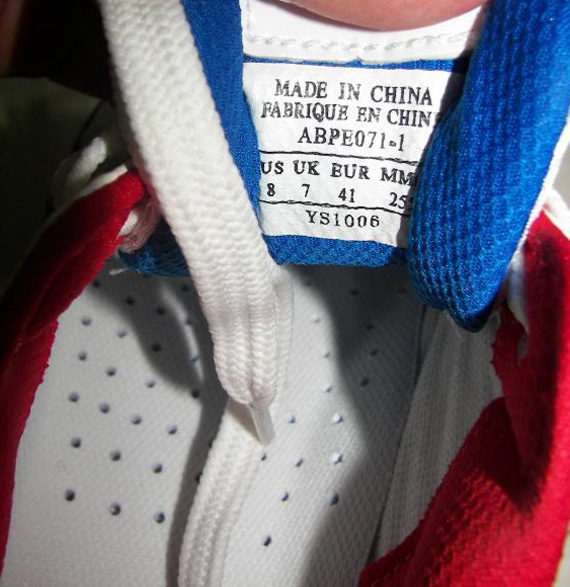 MADE IN CHINA
FABRIQUE EN CHIN
ABPE071-1
US UK EUR MM
8 7 41 25
YS1006